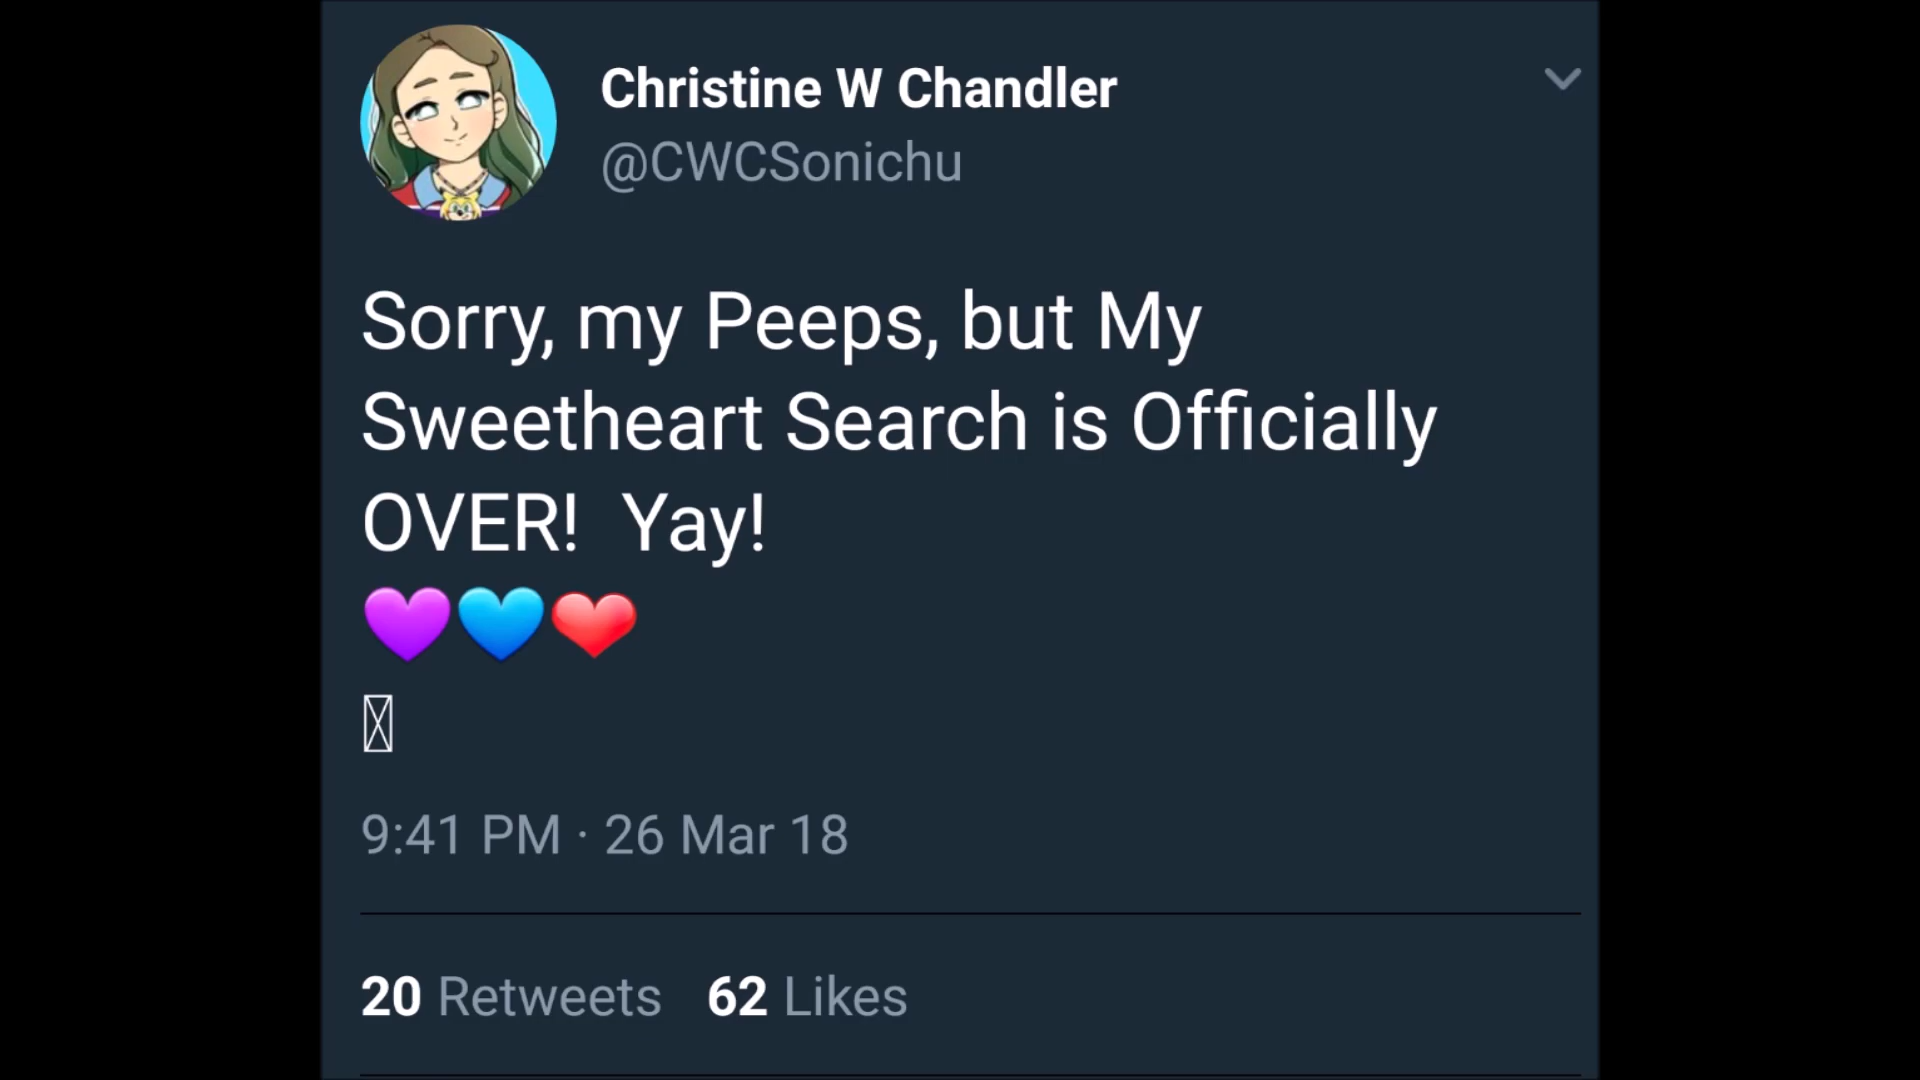 Christine W Chandler
@CWCSonichu
Sorry, my Peeps, but My
Sweetheart Search is Officially
OVER!  Yay!
💜💙❤
9:41 PM · 26 Mar 18
20 Retweets 62 Likes